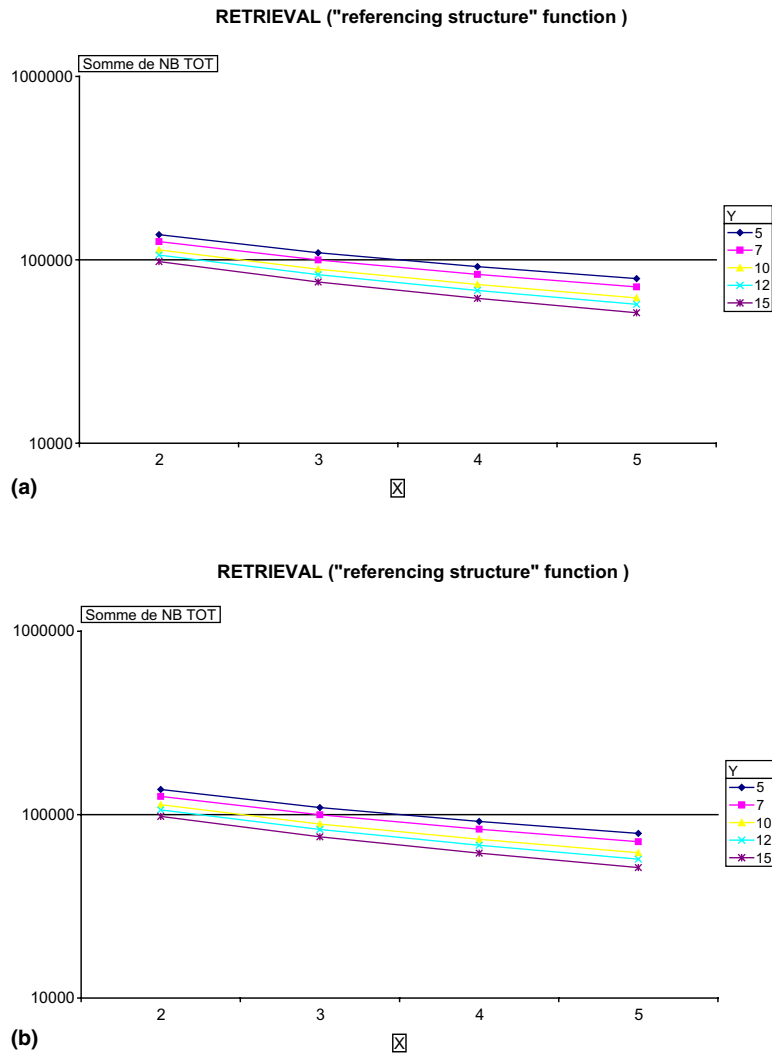 RETRIEVAL ("referencing structure" function )
Somme de NB TOT
1000000
100000
10000
2 3 4 5
X
Y
5
7
10
12
15
(a)
RETRIEVAL ("referencing structure" function )
Somme de NB TOT
1000000
100000
10000
2 3 4 5
X
Y
5
7
10
12
15
(b)